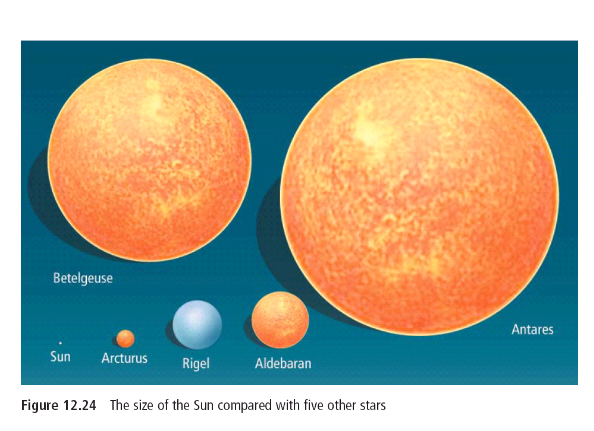 Betelgeuse
Antares
Sun
Arcturus
Rigel
Aldebaran
Figure 12.24 The size of the Sun compared with five other stars